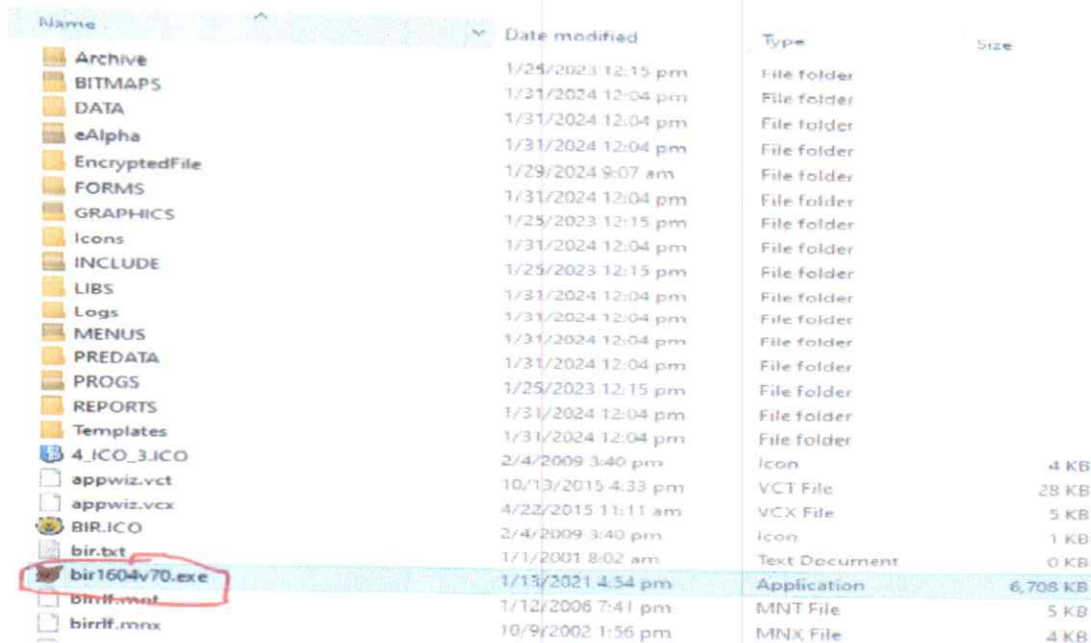 Name Date modified Type Size
Archive 1/25/2023 12:15 pm File folder
BITMAPS 1/31/2024 12:04 pm File folder
DATA 1/31/2024 12:04 pm File folder
eAlpha 1/31/2024 12:04 pm File folder
EncryptedFile 1/29/2024 9:07 am File folder
FORMS 1/31/2024 12:04 pm File folder
GRAPHICS 1/25/2023 12:15 pm File folder
Icons 1/31/2024 12:04 pm File folder
INCLUDE 1/25/2023 12:15 pm File folder
LIBS 1/31/2024 12:04 pm File folder
Logs 1/31/2024 12:04 pm File folder
MENUS 1/31/2024 12:04 pm File folder
PREDATA 1/31/2024 12:04 pm File folder
PROGS 1/25/2023 12:15 pm File folder
REPORTS 1/31/2024 12:04 pm File folder
Templates 1/31/2024 12:04 pm File folder
4_ICO_3.ICO 2/4/2009 3:40 pm Icon 4 KB
appwiz.vct 10/13/2015 4:33 pm VCT File 28 KB
appwiz.vcx 4/22/2015 11:11 am VCX File 5 KB
BIR.ICO 2/4/2009 3:40 pm Icon 1 KB
bir.txt 1/1/2001 8:02 am Text Document 0 KB
bir1604v70.exe 1/13/2021 4:54 pm Application 6,708 KB
birrlf.mnt 1/12/2006 7:41 pm MNT File 5 KB
birrlf.mnx 10/9/2002 1:56 pm MNX File 4 KB